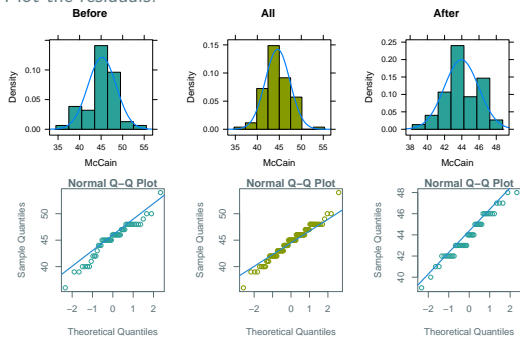 Plot the residuals.
Before All After
Density 0.00 0.05 0.10
35 40 45 50 55
McCain
Density 0.00 0.05 0.10 0.15
35 40 45 50 55
McCain
Density 0.00 0.05 0.10 0.15 0.20 0.25
38 40 42 44 46 48
McCain
Normal Q−Q Plot
Sample Quantiles 40 45 50
−2 −1 0 1 2
Theoretical Quantiles
Normal Q−Q Plot
Sample Quantiles 40 45 50
−2 −1 0 1 2
Theoretical Quantiles
Normal Q−Q Plot
Sample Quantiles 40 42 44 46 48
−2 −1 0 1 2
Theoretical Quantiles